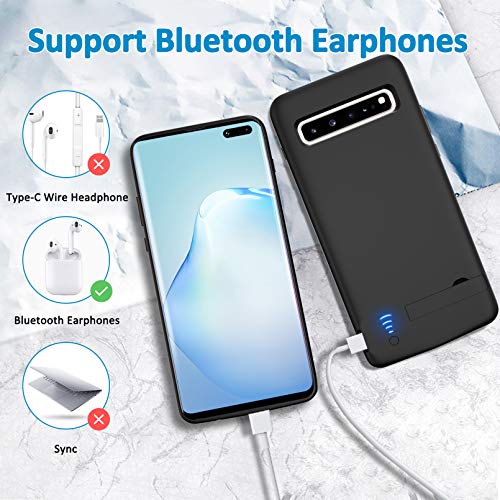 Support Bluetooth Earphones
Type-C Wire Headphone
Bluetooth Earphones
Sync